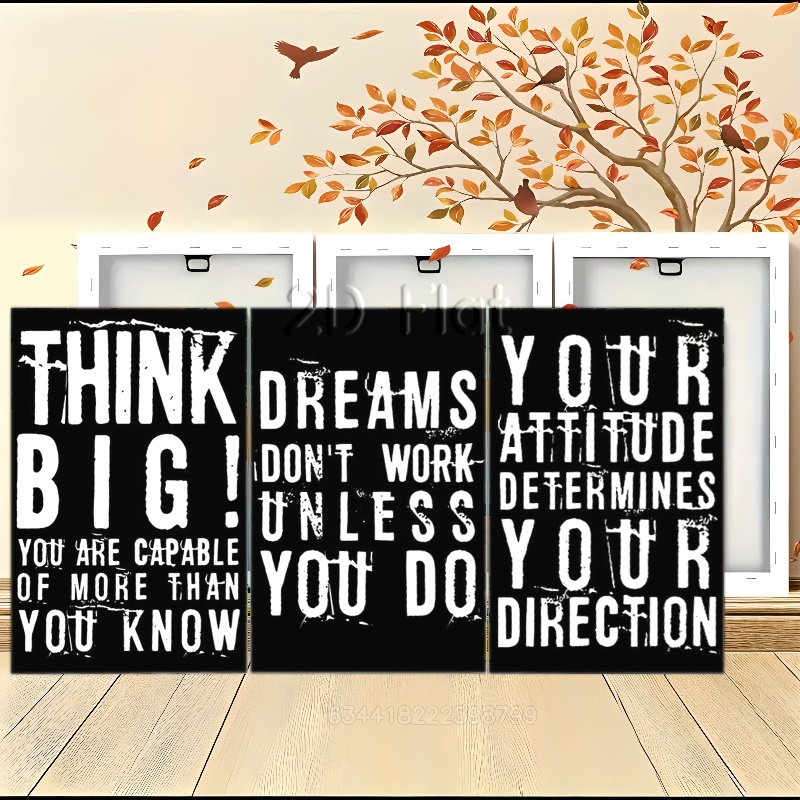 2D Flat
THINK
BIG!
YOU ARE CAPABLE
OF MORE THAN
YOU KNOW
DREAMS
DON'T WORK
UNLESS
YOU DO
YOUR
ATTITUDE
DETERMINES
YOUR
DIRECTION
634418222598799